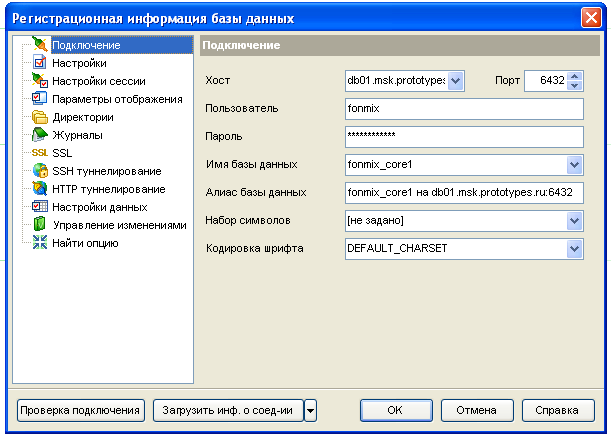 Регистрационная информация базы данных
Подключение
Настройки
Настройки сессии
Параметры отображения
Директории
Журналы
SSL SSL
SSH туннелирование
HTTP туннелирование
Настройки данных
Управление изменениями
Найти опцию
Подключение
Хост db01.msk.prototypes Порт 6432
Пользователь fonmix
Пароль ************
Имя базы данных fonmix_core1
Алиас базы данных fonmix_core1 на db01.msk.prototypes.ru:6432
Набор символов [не задано]
Кодировка шрифта DEFAULT_CHARSET
Проверка подключения Загрузить инф. о соед-ии OK Отмена Справка